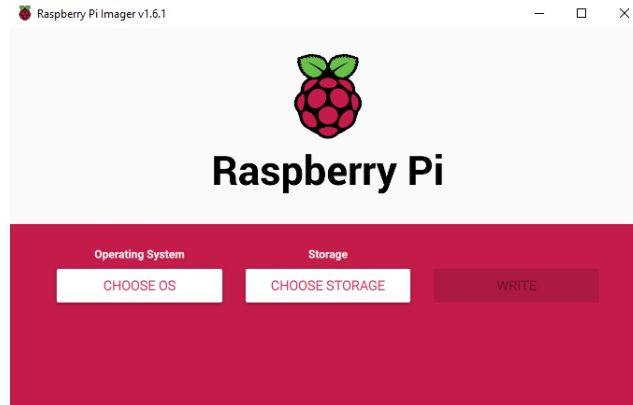 Raspberry Pi Imager v1.6.1
Raspberry Pi
Operating System
Storage
CHOOSE OS
CHOOSE STORAGE
WRITE